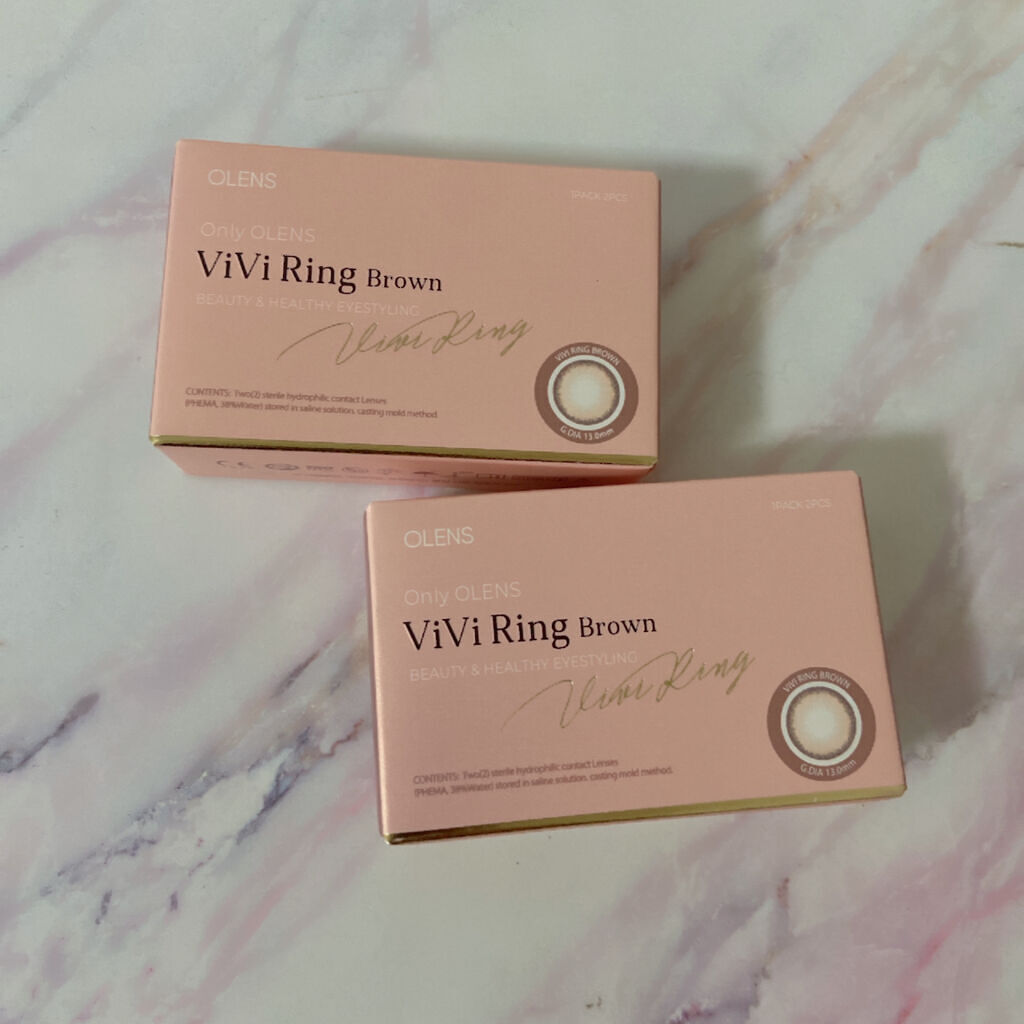 OLENS
1PACK 2PCS
Only OLENS
ViVi Ring Brown
BEAUTY & HEALTHY EYESTYLING
Vivi Ring
VIVI RING BROWN
G.DIA 13.0mm
CONTENTS: Two(2) sterile hydrophilic contact Lenses
(PHEMA, 38%Water) stored in saline solution. casting mold method.
CE
OLENS
1PACK 2PCS
Only OLENS
ViVi Ring Brown
BEAUTY & HEALTHY EYESTYLING
Vivi Ring
VIVI RING BROWN
G.DIA 13.0mm
CONTENTS: Two(2) sterile hydrophilic contact Lenses
(PHEMA, 38%Water) stored in saline solution. casting mold method.